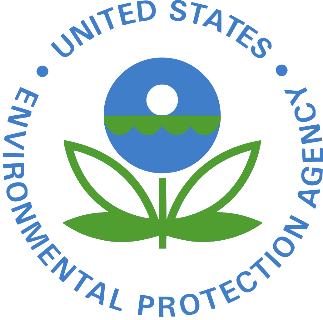 UNITED STATES
ENVIRONMENTAL PROTECTION AGENCY